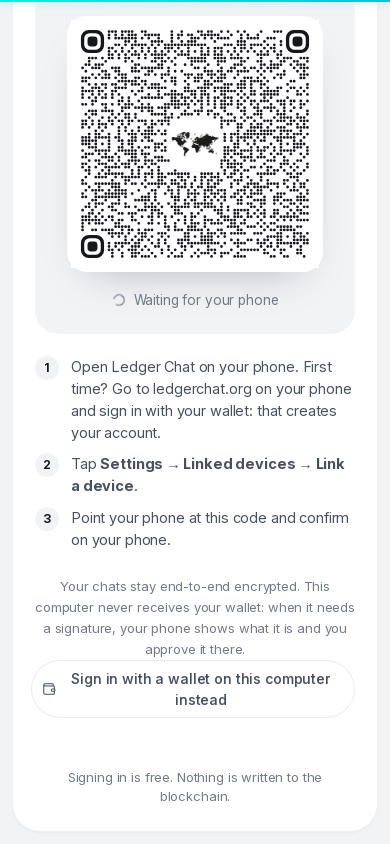 Waiting for your phone
1 Open Ledger Chat on your phone. First
time? Go to ledgerchat.org on your phone
and sign in with your wallet: that creates
your account.
2 Tap Settings → Linked devices → Link
a device.
3 Point your phone at this code and confirm
on your phone.
Your chats stay end-to-end encrypted. This
computer never receives your wallet: when it needs
a signature, your phone shows what it is and you
approve it there.
Sign in with a wallet on this computer
instead
Signing in is free. Nothing is written to the
blockchain.